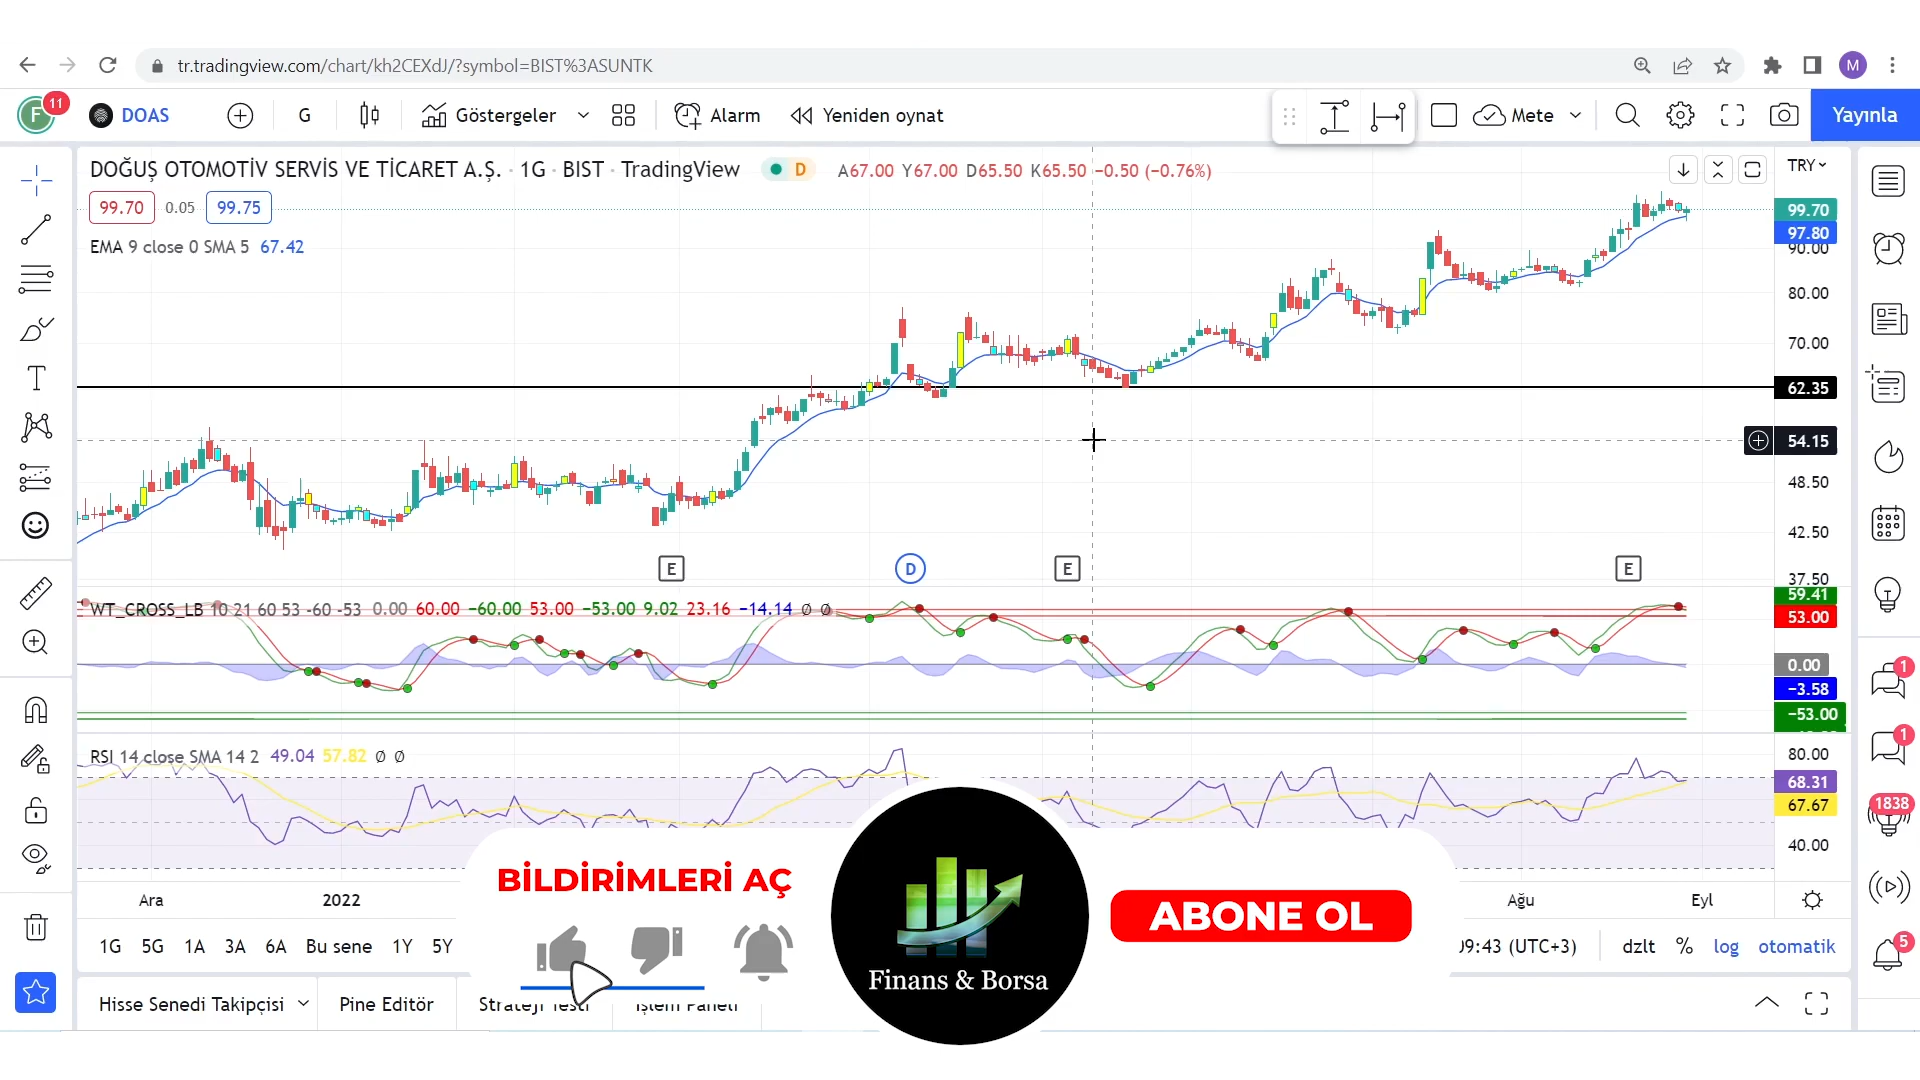 tr.tradingview.com/chart/kh2CEXdJ/?symbol=BIST%3ASUNTK
M
F 11 DOAS G Göstergeler Alarm Yeniden oynat Mete Yayınla
DOĞUŞ OTOMOTİV SERVİS VE TİCARET A.Ş. · 1G · BIST · TradingView D A67.00 Y67.00 D65.50 K65.50 −0.50 (−0.76%) TRY
99.70 0.05 99.75
EMA 9 close 0 SMA 5 67.42
99.70
97.80
90.00
80.00
70.00
62.35
54.15
48.50
42.50
37.50
E D E E
WT_CROSS_LB 10 21 60 53 -60 -53 0.00 60.00 −60.00 53.00 −53.00 9.02 23.16 −14.14 Ø Ø
59.41
53.00
0.00
−3.58
−53.00
RSI 14 close SMA 14 2 49.04 57.82 Ø Ø
80.00
68.31
67.67
40.00
Ara 2022 Ağu Eyl
1G 5G 1A 3A 6A Bu sene 1Y 5Y
09:43 (UTC+3) dzlt % log otomatik
Hisse Senedi Takipçisi Pine Editör Strateji Testi İşlem Paneli
BİLDİRİMLERİ AÇ
Finans & Borsa
ABONE OL
1
1
1838
5